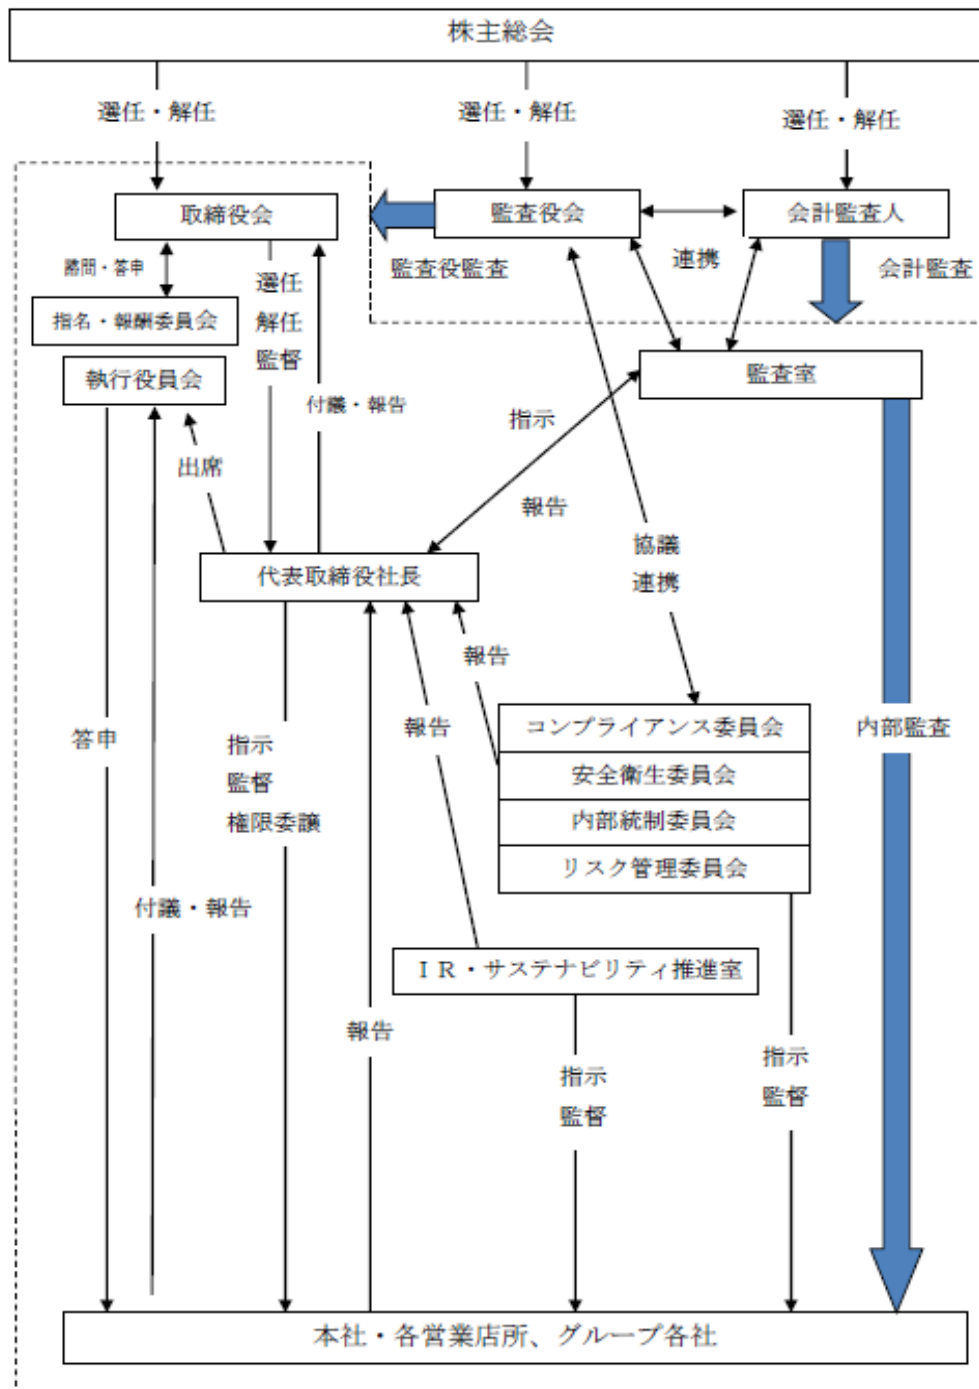 株主総会
選任・解任
選任・解任
選任・解任
取締役会
監査役会
会計監査人
諮問・答申
選任
解任
監督
監査役監査
連携
会計監査
指名・報酬委員会
執行役員会
監査室
付議・報告
指示
出席
報告
協議
連携
代表取締役社長
報告
報告
コンプライアンス委員会
安全衛生委員会
内部統制委員会
リスク管理委員会
内部監査
答申
指示
監督
権限委譲
付議・報告
ＩＲ・サステナビリティ推進室
報告
指示
監督
指示
監督
本社・各営業店所、グループ各社